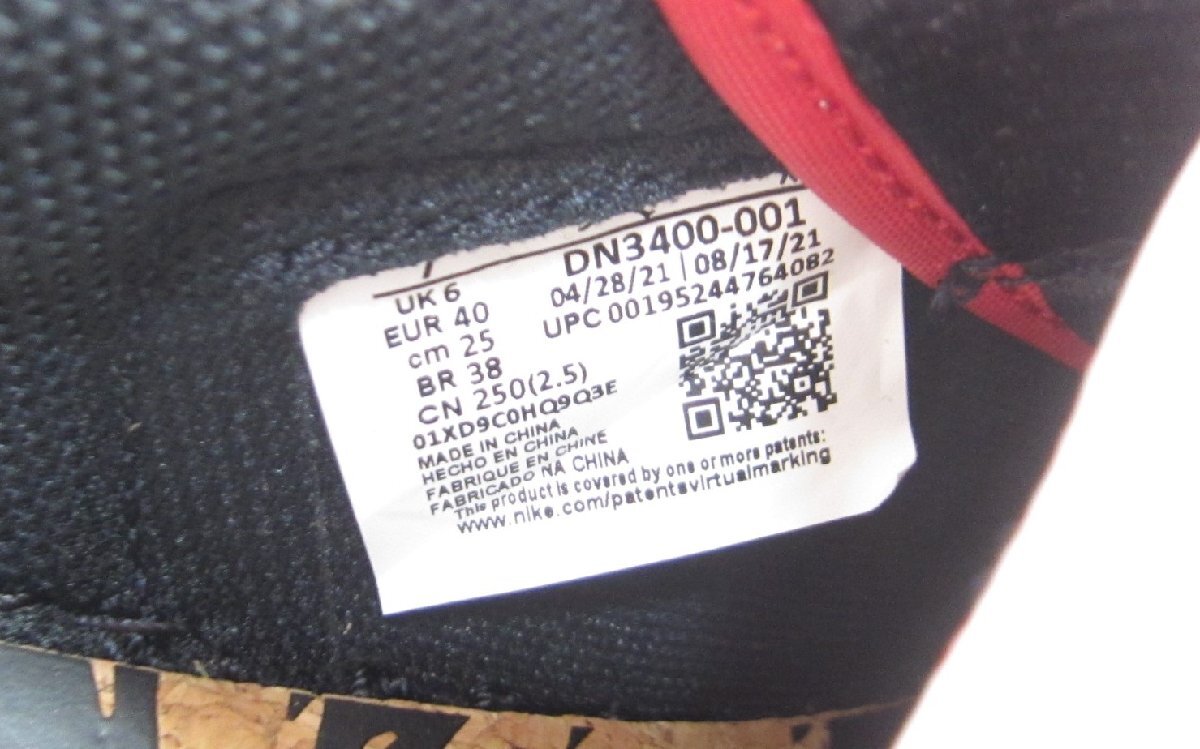 UK 6
EUR 40
cm 25
BR 38
CN 250(2.5)
01XD9C0HQ9Q3E
DN3400-001
04/28/21 | 08/17/21
UPC 00195244764082
MADE IN CHINA
HECHO EN CHINA
FABRIQUE EN CHINE
FABRICADO NA CHINA
This product is covered by one or more patents:
www.nike.com/patentsvirtualmarking